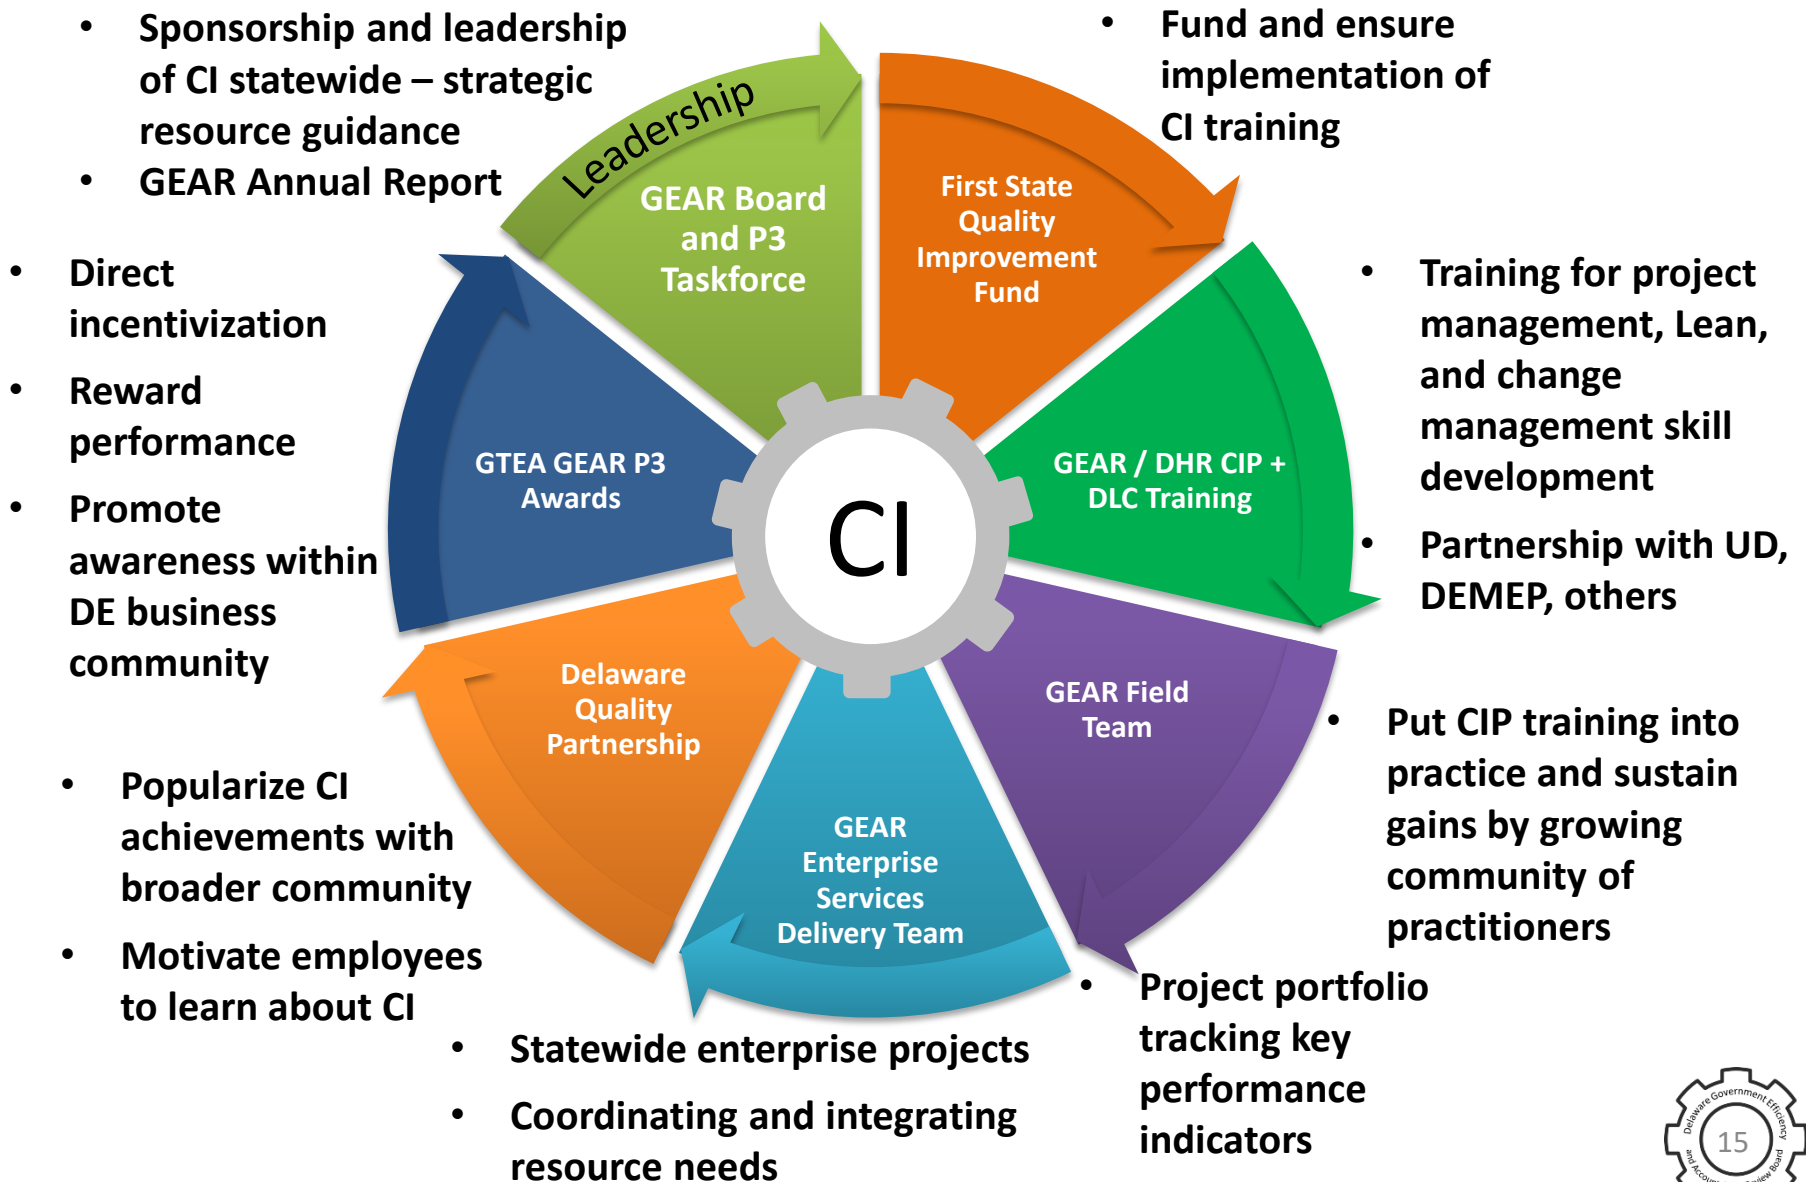 • Sponsorship and leadership
of CI statewide – strategic
resource guidance
• GEAR Annual Report
• Fund and ensure
implementation of
CI training
Leadership
GEAR Board
and P3
Taskforce
First State
Quality
Improvement
Fund
• Direct
incentivization
• Reward
performance
• Promote
awareness within
DE business
community
GTEA GEAR P3
Awards
CI
GEAR / DHR CIP +
DLC Training
• Training for project
management, Lean,
and change
management skill
development
• Partnership with UD,
DEMEP, others
Delaware
Quality
Partnership
GEAR
Enterprise
Services
Delivery Team
GEAR Field
Team
• Put CIP training into
practice and sustain
gains by growing
community of
practitioners
• Popularize CI
achievements with
broader community
• Motivate employees
to learn about CI
• Statewide enterprise projects
• Coordinating and integrating
resource needs
• Project portfolio
tracking key
performance
indicators
Delaware Government Efficiency
15
and Board